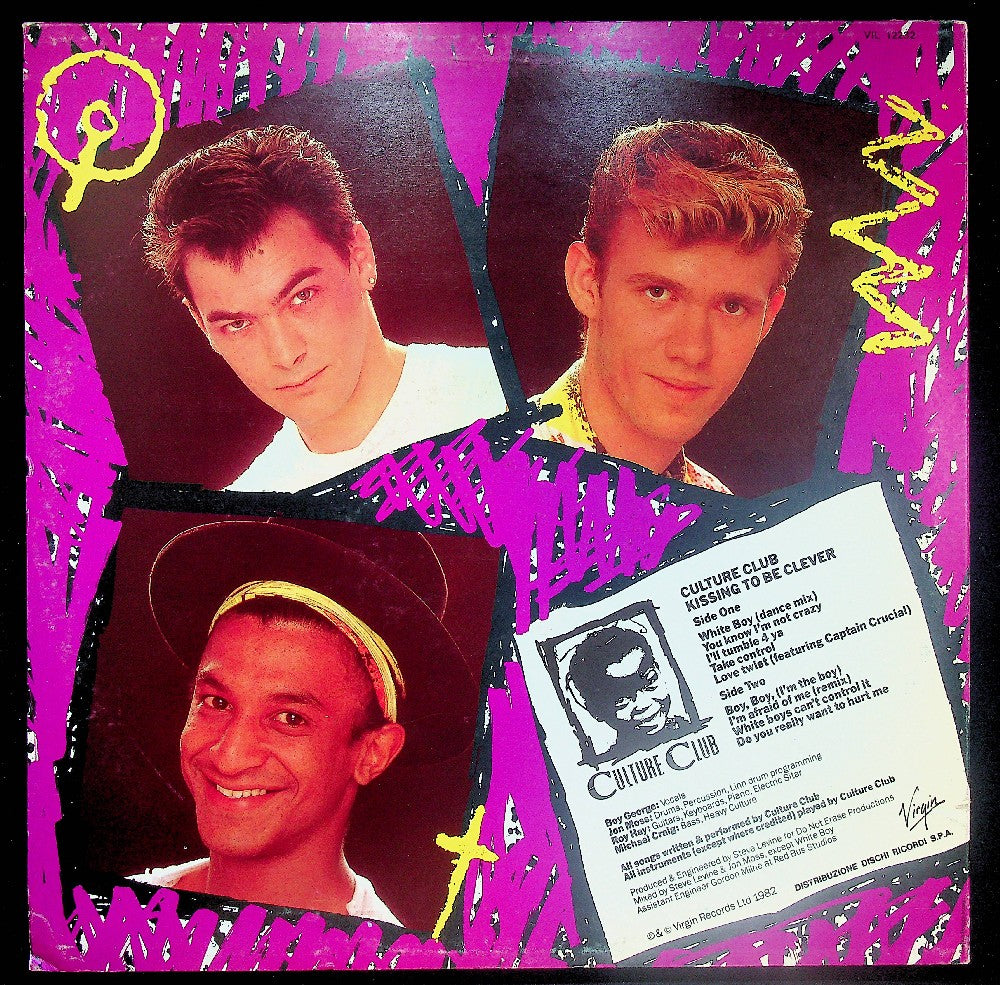 VIL 12222
CULTURE CLUB
KISSING TO BE CLEVER
Side One
White Boy (dance mix)
You know I'm not crazy
I'll tumble 4 ya
Take control
Love twist (featuring Captain Crucial)
Side Two
Boy, Boy, (I'm the boy)
I'm afraid of me (remix)
White boys can't control it
Do you really want to hurt me
CULTURE CLUB
Boy George: Vocals
Jon Moss: Drums, Percussion, Linn drum programming
Roy Hay: Guitars, Keyboards, Piano, Electric Sitar
Michael Craig: Bass, Heavy Culture
All songs written & performed by Culture Club
All instruments (except where credited) played by Culture Club
Produced & Engineered by Steve Levine for Do Not Erase Productions
Mixed by Steve Levine & Jon Moss, except White Boy
Assistant Engineer Gordon Milne at Red Bus Studios
Virgin
℗ & © Virgin Records Ltd 1982
DISTRIBUZIONE DISCHI RICORDI S.P.A.